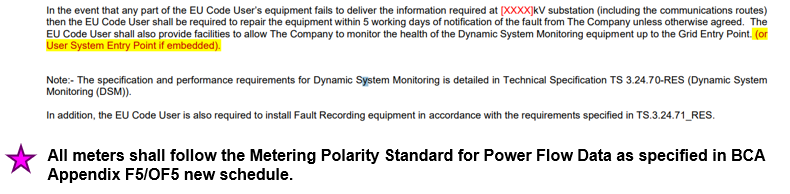 In the event that any part of the EU Code User's equipment fails to deliver the information required at [XXXX]kV substation (including the communications routes)
then the EU Code User shall be required to repair the equipment within 5 working days of notification of the fault from The Company unless otherwise agreed. The
EU Code User shall also provide facilities to allow The Company to monitor the health of the Dynamic System Monitoring equipment up to the Grid Entry Point. (or
User System Entry Point if embedded).
Note:- The specification and performance requirements for Dynamic System Monitoring is detailed in Technical Specification TS 3.24.70-RES (Dynamic System
Monitoring (DSM)).
In addition, the EU Code User is also required to install Fault Recording equipment in accordance with the requirements specified in TS.3.24.71_RES.
All meters shall follow the Metering Polarity Standard for Power Flow Data as specified in BCA
Appendix F5/OF5 new schedule.